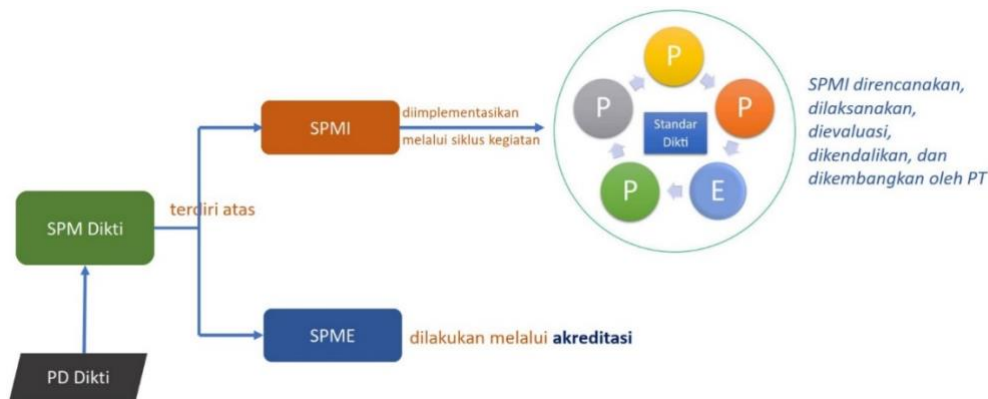 PD Dikti
SPM Dikti
terdiri atas
SPMI
diimplementasikan
melalui siklus kegiatan
P
P
E
P
P
Standar
Dikti
SPMI direncanakan,
dilaksanakan,
dievaluasi,
dikendalikan, dan
dikembangkan oleh PT
SPME
dilakukan melalui akreditasi